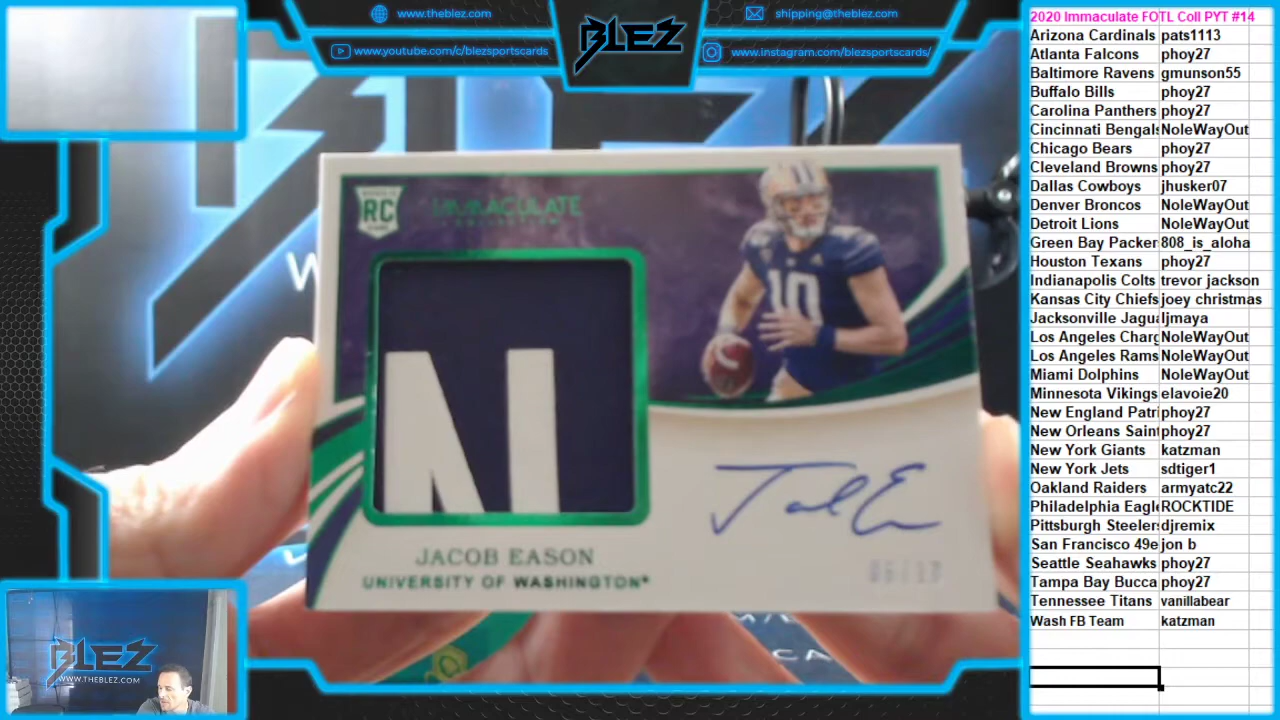 www.theblez.com
shipping@theblez.com
www.youtube.com/c/blezsportscards
www.instagram.com/blezsportscards/
BLEZ
RC
IMMACULATE
COLLECTION
10
JACOB EASON
UNIVERSITY OF WASHINGTON
BLEZ
WWW.THEBLEZ.COM
2020 Immaculate FOTL Coll PYT #14
Arizona Cardinals pats1113
Atlanta Falcons phoy27
Baltimore Ravens gmunson55
Buffalo Bills phoy27
Carolina Panthers phoy27
Cincinnati Bengals NoleWayOut
Chicago Bears phoy27
Cleveland Browns phoy27
Dallas Cowboys jhusker07
Denver Broncos NoleWayOut
Detroit Lions NoleWayOut
Green Bay Packer 808_is_aloha
Houston Texans phoy27
Indianapolis Colts trevor jackson
Kansas City Chiefs joey christmas
Jacksonville Jagua ljmaya
Los Angeles Charg NoleWayOut
Los Angeles Rams NoleWayOut
Miami Dolphins NoleWayOut
Minnesota Vikings elavoie20
New England Patri phoy27
New Orleans Saint phoy27
New York Giants katzman
New York Jets sdtiger1
Oakland Raiders armyatc22
Philadelphia Eagle ROCKTIDE
Pittsburgh Steelers djremix
San Francisco 49e jon b
Seattle Seahawks phoy27
Tampa Bay Bucca phoy27
Tennessee Titans vanillabear
Wash FB Team katzman